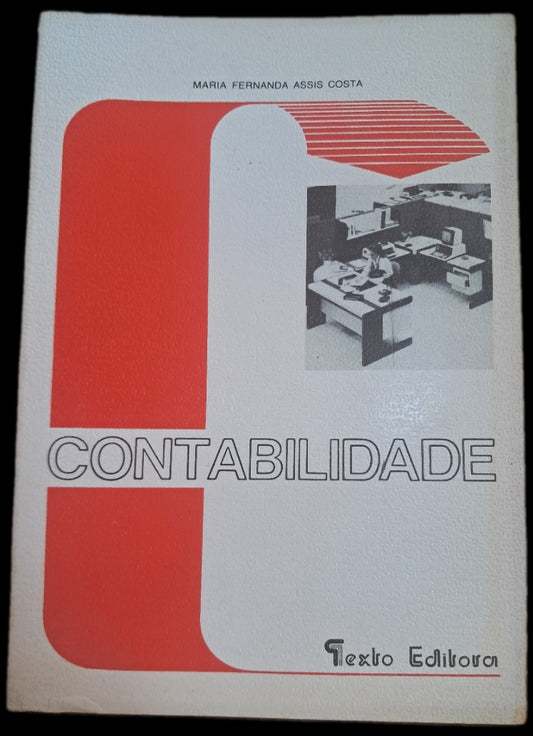 MARIA FERNANDA ASSIS COSTA
CONTABILIDADE
Texto Editora